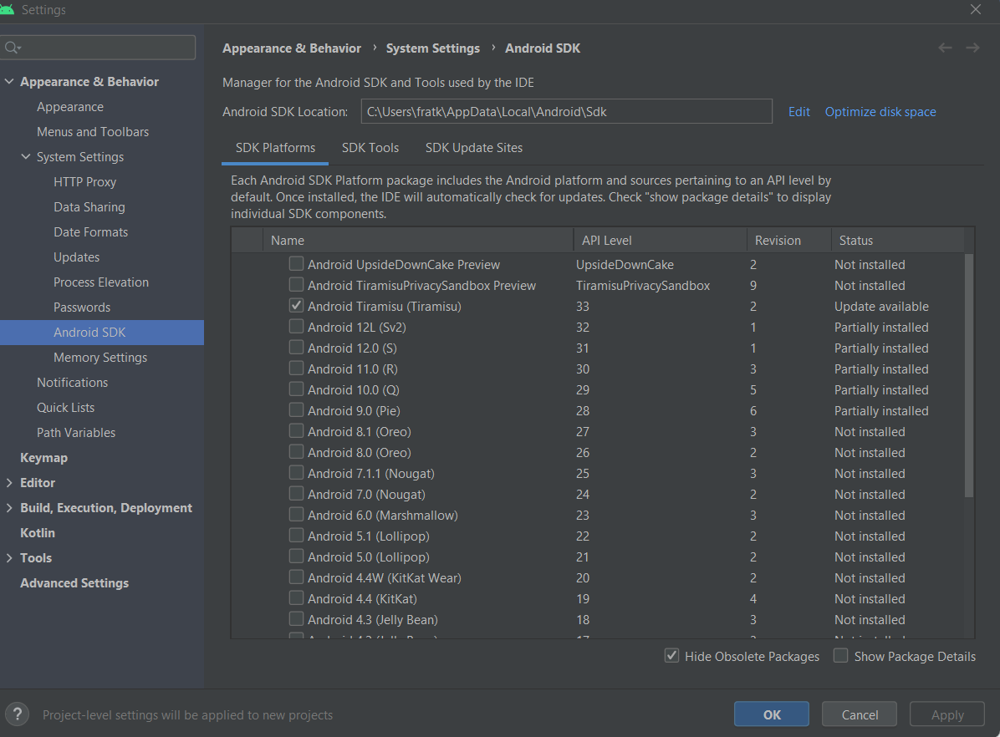 Settings
Appearance & Behavior
Appearance
Menus and Toolbars
System Settings
HTTP Proxy
Data Sharing
Date Formats
Updates
Process Elevation
Passwords
Android SDK
Memory Settings
Notifications
Quick Lists
Path Variables
Keymap
Editor
Build, Execution, Deployment
Kotlin
Tools
Advanced Settings
Appearance & Behavior › System Settings › Android SDK
Manager for the Android SDK and Tools used by the IDE
Android SDK Location: C:\Users\fratk\AppData\Local\Android\Sdk Edit Optimize disk space
SDK Platforms SDK Tools SDK Update Sites
Each Android SDK Platform package includes the Android platform and sources pertaining to an API level by
default. Once installed, the IDE will automatically check for updates. Check "show package details" to display
individual SDK components.
Name API Level Revision Status
Android UpsideDownCake Preview UpsideDownCake 2 Not installed
Android TiramisuPrivacySandbox Preview TiramisuPrivacySandbox 9 Not installed
Android Tiramisu (Tiramisu) 33 2 Update available
Android 12L (Sv2) 32 1 Partially installed
Android 12.0 (S) 31 1 Partially installed
Android 11.0 (R) 30 3 Partially installed
Android 10.0 (Q) 29 5 Partially installed
Android 9.0 (Pie) 28 6 Partially installed
Android 8.1 (Oreo) 27 3 Not installed
Android 8.0 (Oreo) 26 2 Not installed
Android 7.1.1 (Nougat) 25 3 Not installed
Android 7.0 (Nougat) 24 2 Not installed
Android 6.0 (Marshmallow) 23 3 Not installed
Android 5.1 (Lollipop) 22 2 Not installed
Android 5.0 (Lollipop) 21 2 Not installed
Android 4.4W (KitKat Wear) 20 2 Not installed
Android 4.4 (KitKat) 19 4 Not installed
Android 4.3 (Jelly Bean) 18 3 Not installed
Hide Obsolete Packages Show Package Details
? Project-level settings will be applied to new projects
OK Cancel Apply